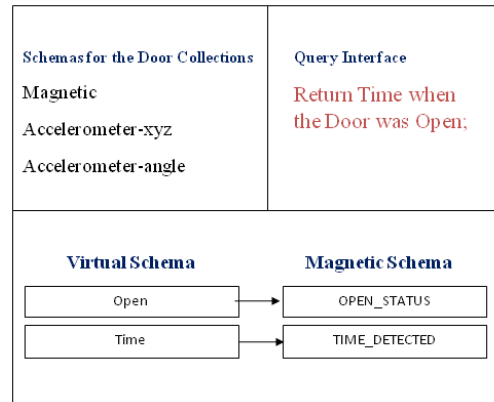 Schemas for the Door Collections
Magnetic
Accelerometer-xyz
Accelerometer-angle
Query Interface
Return Time when
the Door was Open;
Virtual Schema
Magnetic Schema
Open
OPEN_STATUS
Time
TIME_DETECTED